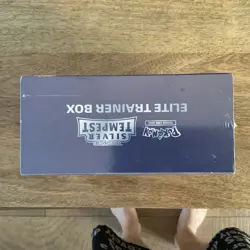 Pokémon
SILVER
TEMPEST
ELITE TRAINER BOX